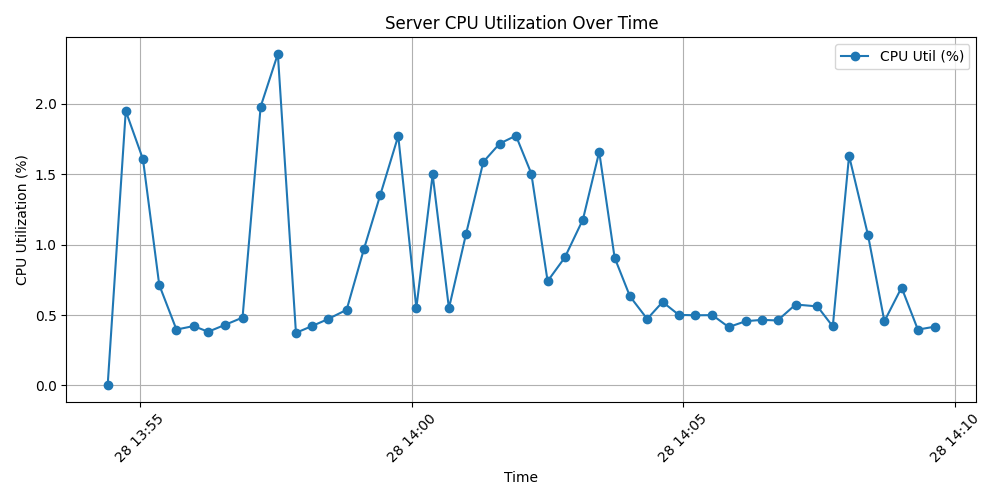 Server CPU Utilization Over Time
CPU Util (%)
CPU Utilization (%)
2.0
1.5
1.0
0.5
0.0
28 13:55
28 14:00
28 14:05
28 14:10
Time